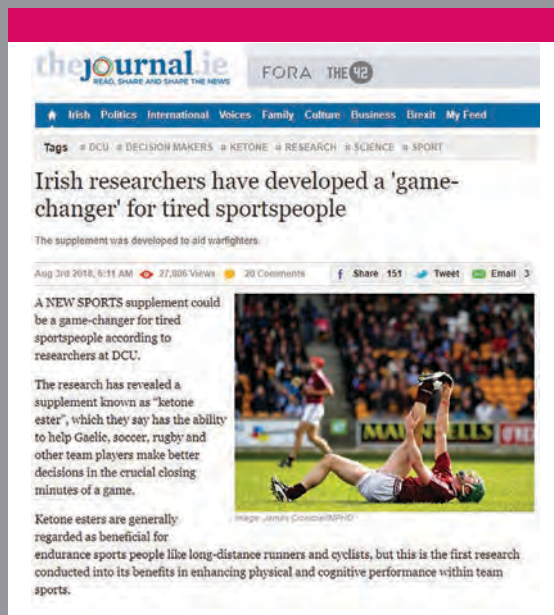 thejournal.ie
READ, SHARE AND SHAPE THE NEWS
FORA THE 42
Irish Politics International Voices Family Culture Business Brexit My Feed
Tags # DCU # DECISION MAKERS # KETONE # RESEARCH # SCIENCE # SPORT
Irish researchers have developed a 'game-
changer' for tired sportspeople
The supplement was developed to aid warfighters.
Aug 3rd 2018, 6:11 AM 27,806 Views 20 Comments Share 151 Tweet Email 3
A NEW SPORTS supplement could
be a game-changer for tired
sportspeople according to
researchers at DCU.
The research has revealed a
supplement known as “ketone
ester”, which they say has the ability
to help Gaelic, soccer, rugby and
other team players make better
decisions in the crucial closing
minutes of a game.
Image: James Crombie/INPHO
Ketone esters are generally
regarded as beneficial for
endurance sports people like long-distance runners and cyclists, but this is the first research
conducted into its benefits in enhancing physical and cognitive performance within team
sports.